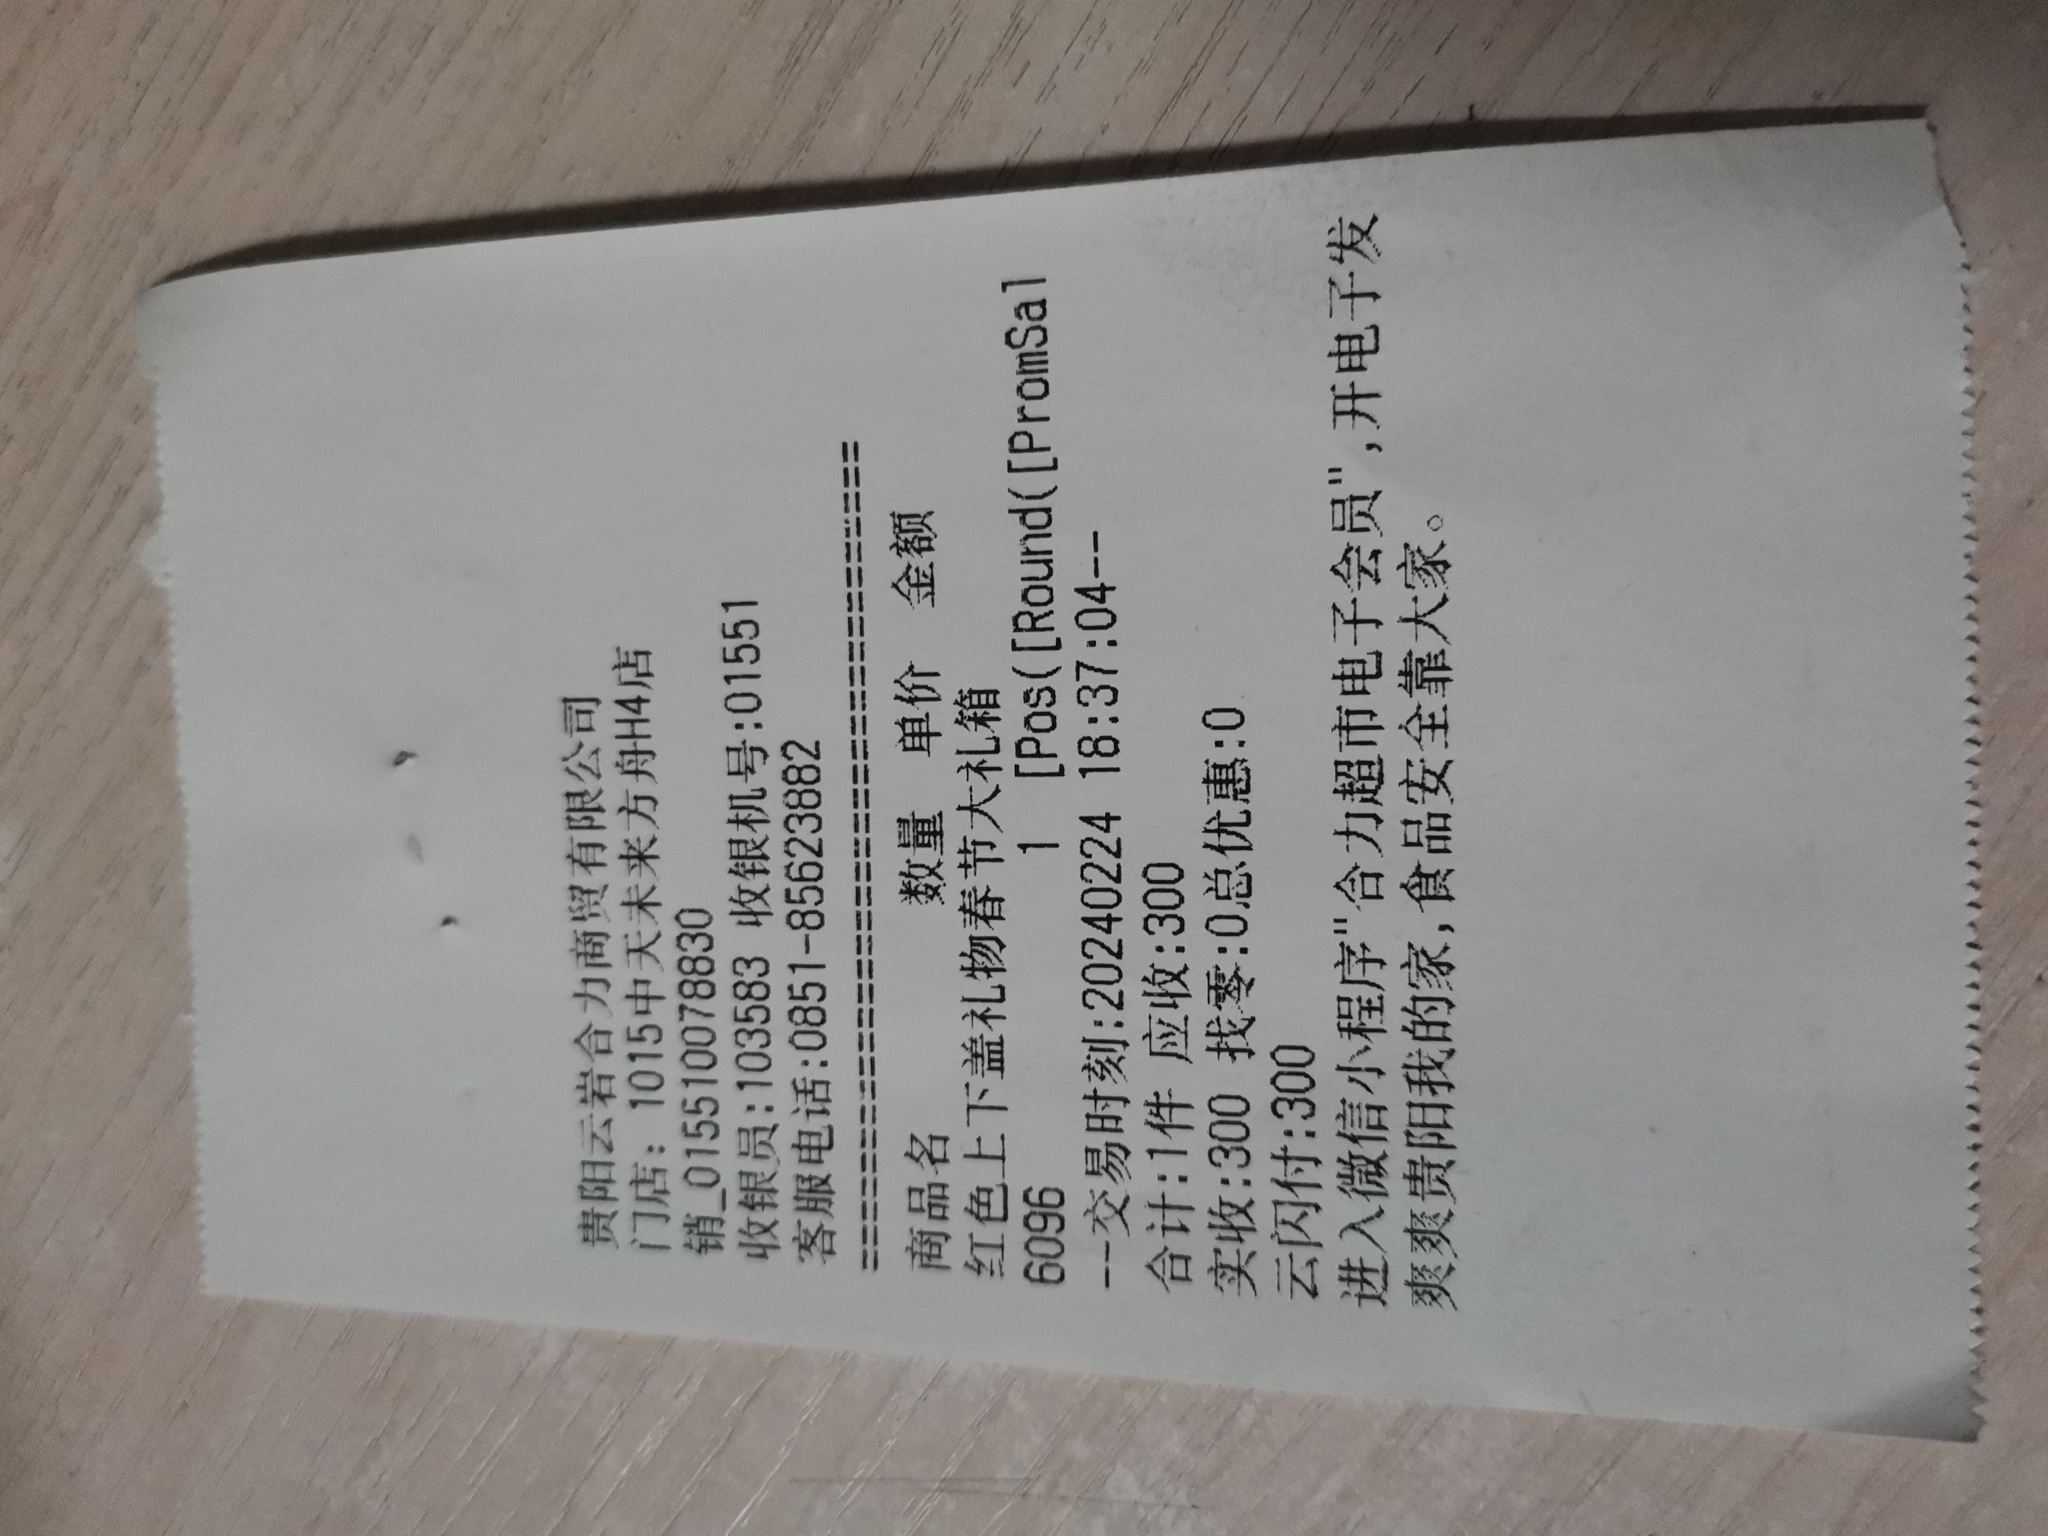 贵阳云岩合力商贸有限公司
门店: 1015中天未来方舟H4店
销_01551007​8830
收银员:103583 收银机号:01551
客服电话:0851-85623882
==========================================
商品名 数量 单价 金额
红色上下盖礼物春节大礼箱
6096 1 [Pos([Round([PromSal
--交易时刻:20240224 18:37:04--
合计:1件 应收:300
实收:300 找零:0总优惠:0
云闪付:300
进入微信小程序"合力超市电子会员",开电子发
爽爽贵阳我的家,食品安全靠大家。